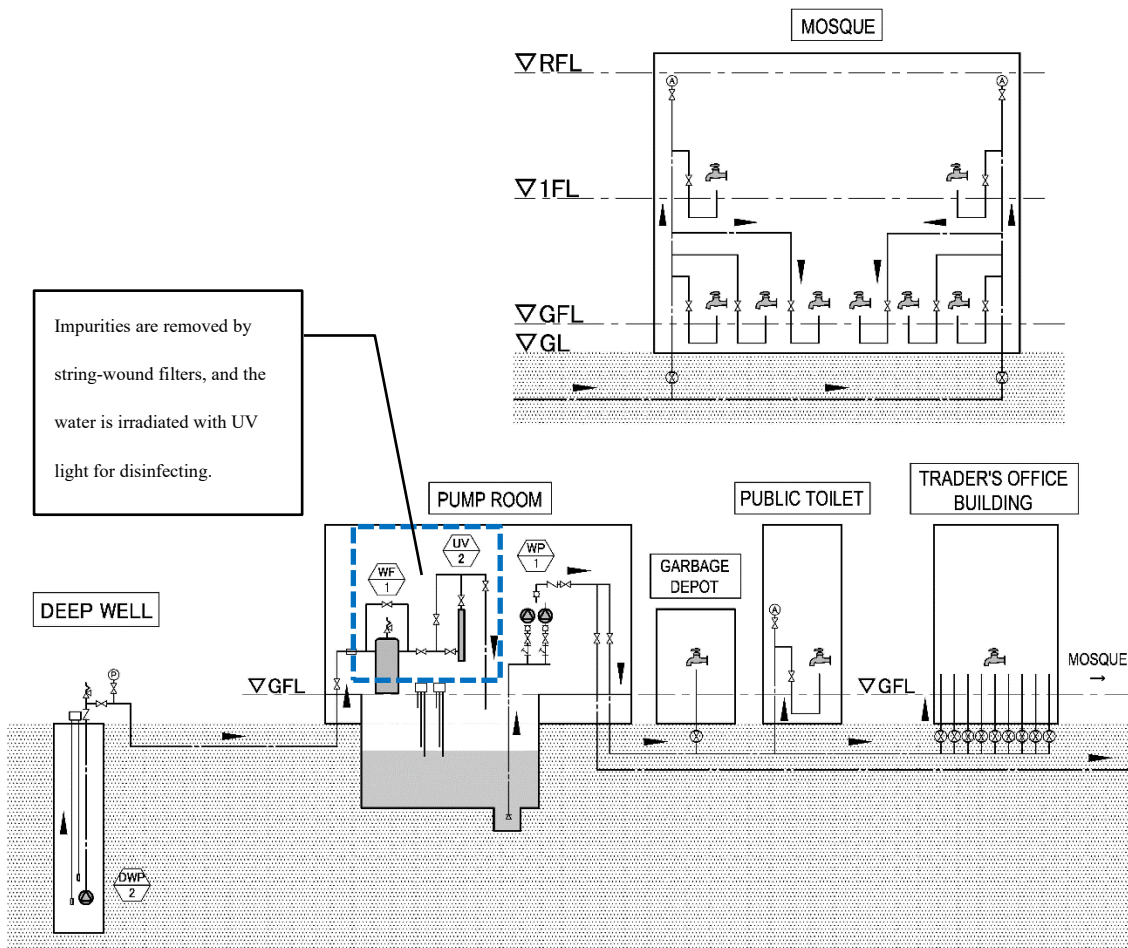 MOSQUE
▽RFL
A
A
▽1FL
▽GFL
▽GL
Impurities are removed by
string-wound filters, and the
water is irradiated with UV
light for disinfecting.
PUMP ROOM
PUBLIC TOILET
TRADER'S OFFICE
BUILDING
UV
2
WP
1
WF
1
GARBAGE
DEPOT
DEEP WELL
A
P
MOSQUE
→
▽GFL
▽GFL
DWP
2